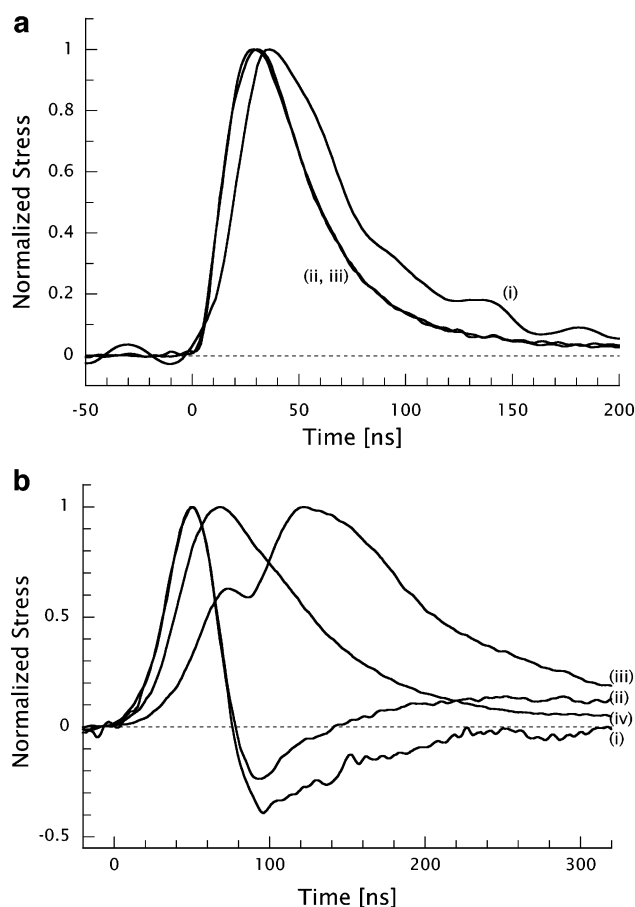 a
1
0.8
0.6
0.4
0.2
0
Normalized Stress
(ii, iii)
(i)
-50 0 50 100 150 200
Time [ns]
b
1
0.5
0
-0.5
Normalized Stress
(iii)
(ii)
(iv)
(i)
0 100 200 300
Time [ns]